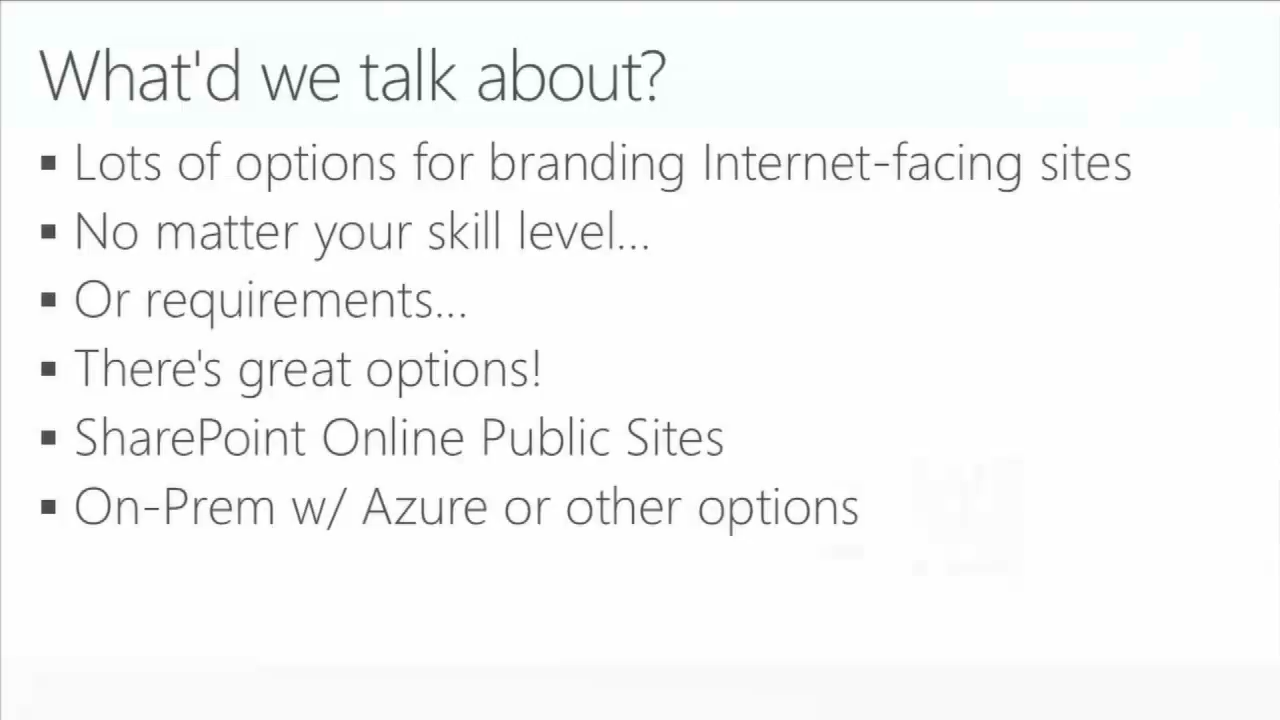 What'd we talk about?
▪ Lots of options for branding Internet-facing sites
▪ No matter your skill level...
▪ Or requirements...
▪ There's great options!
▪ SharePoint Online Public Sites
▪ On-Prem w/ Azure or other options